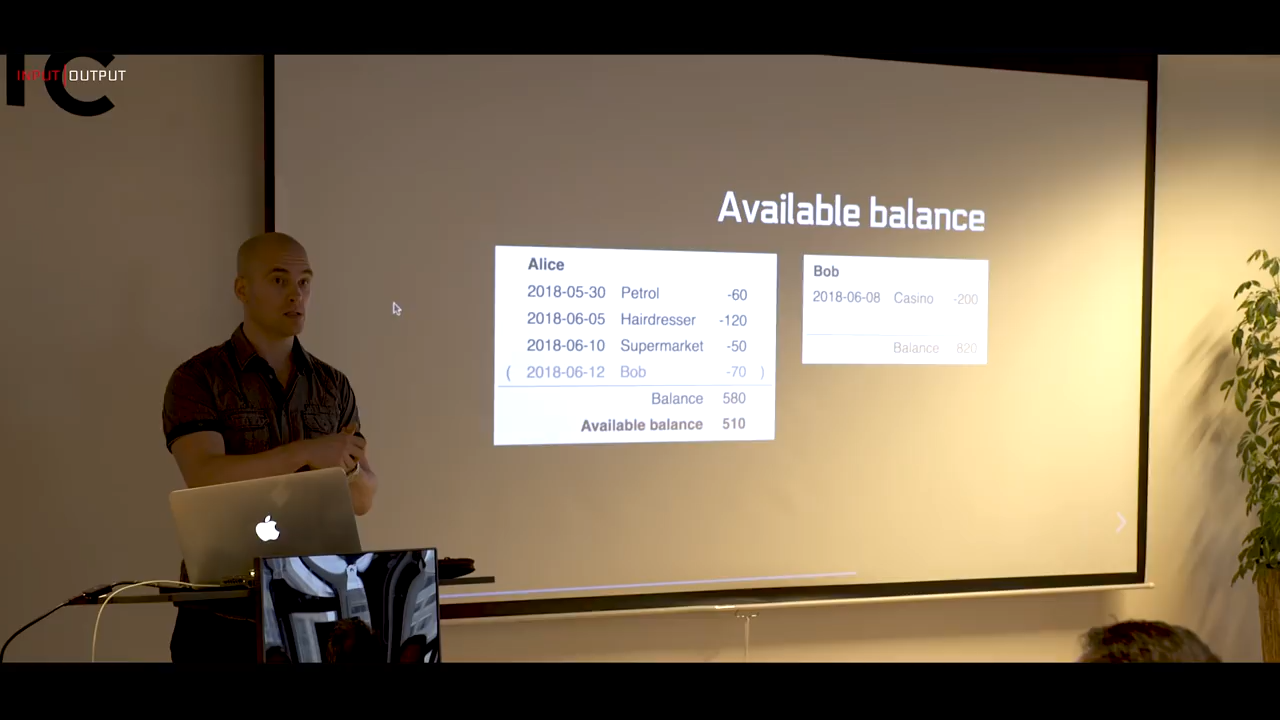 TC
INPUT|OUTPUT
Available balance
Alice
2018-05-30 Petrol -60
2018-06-05 Hairdresser -120
2018-06-10 Supermarket -50
( 2018-06-12 Bob -70 )
Balance 580
Available balance 510
Bob
2018-06-08 Casino -200
Balance 820